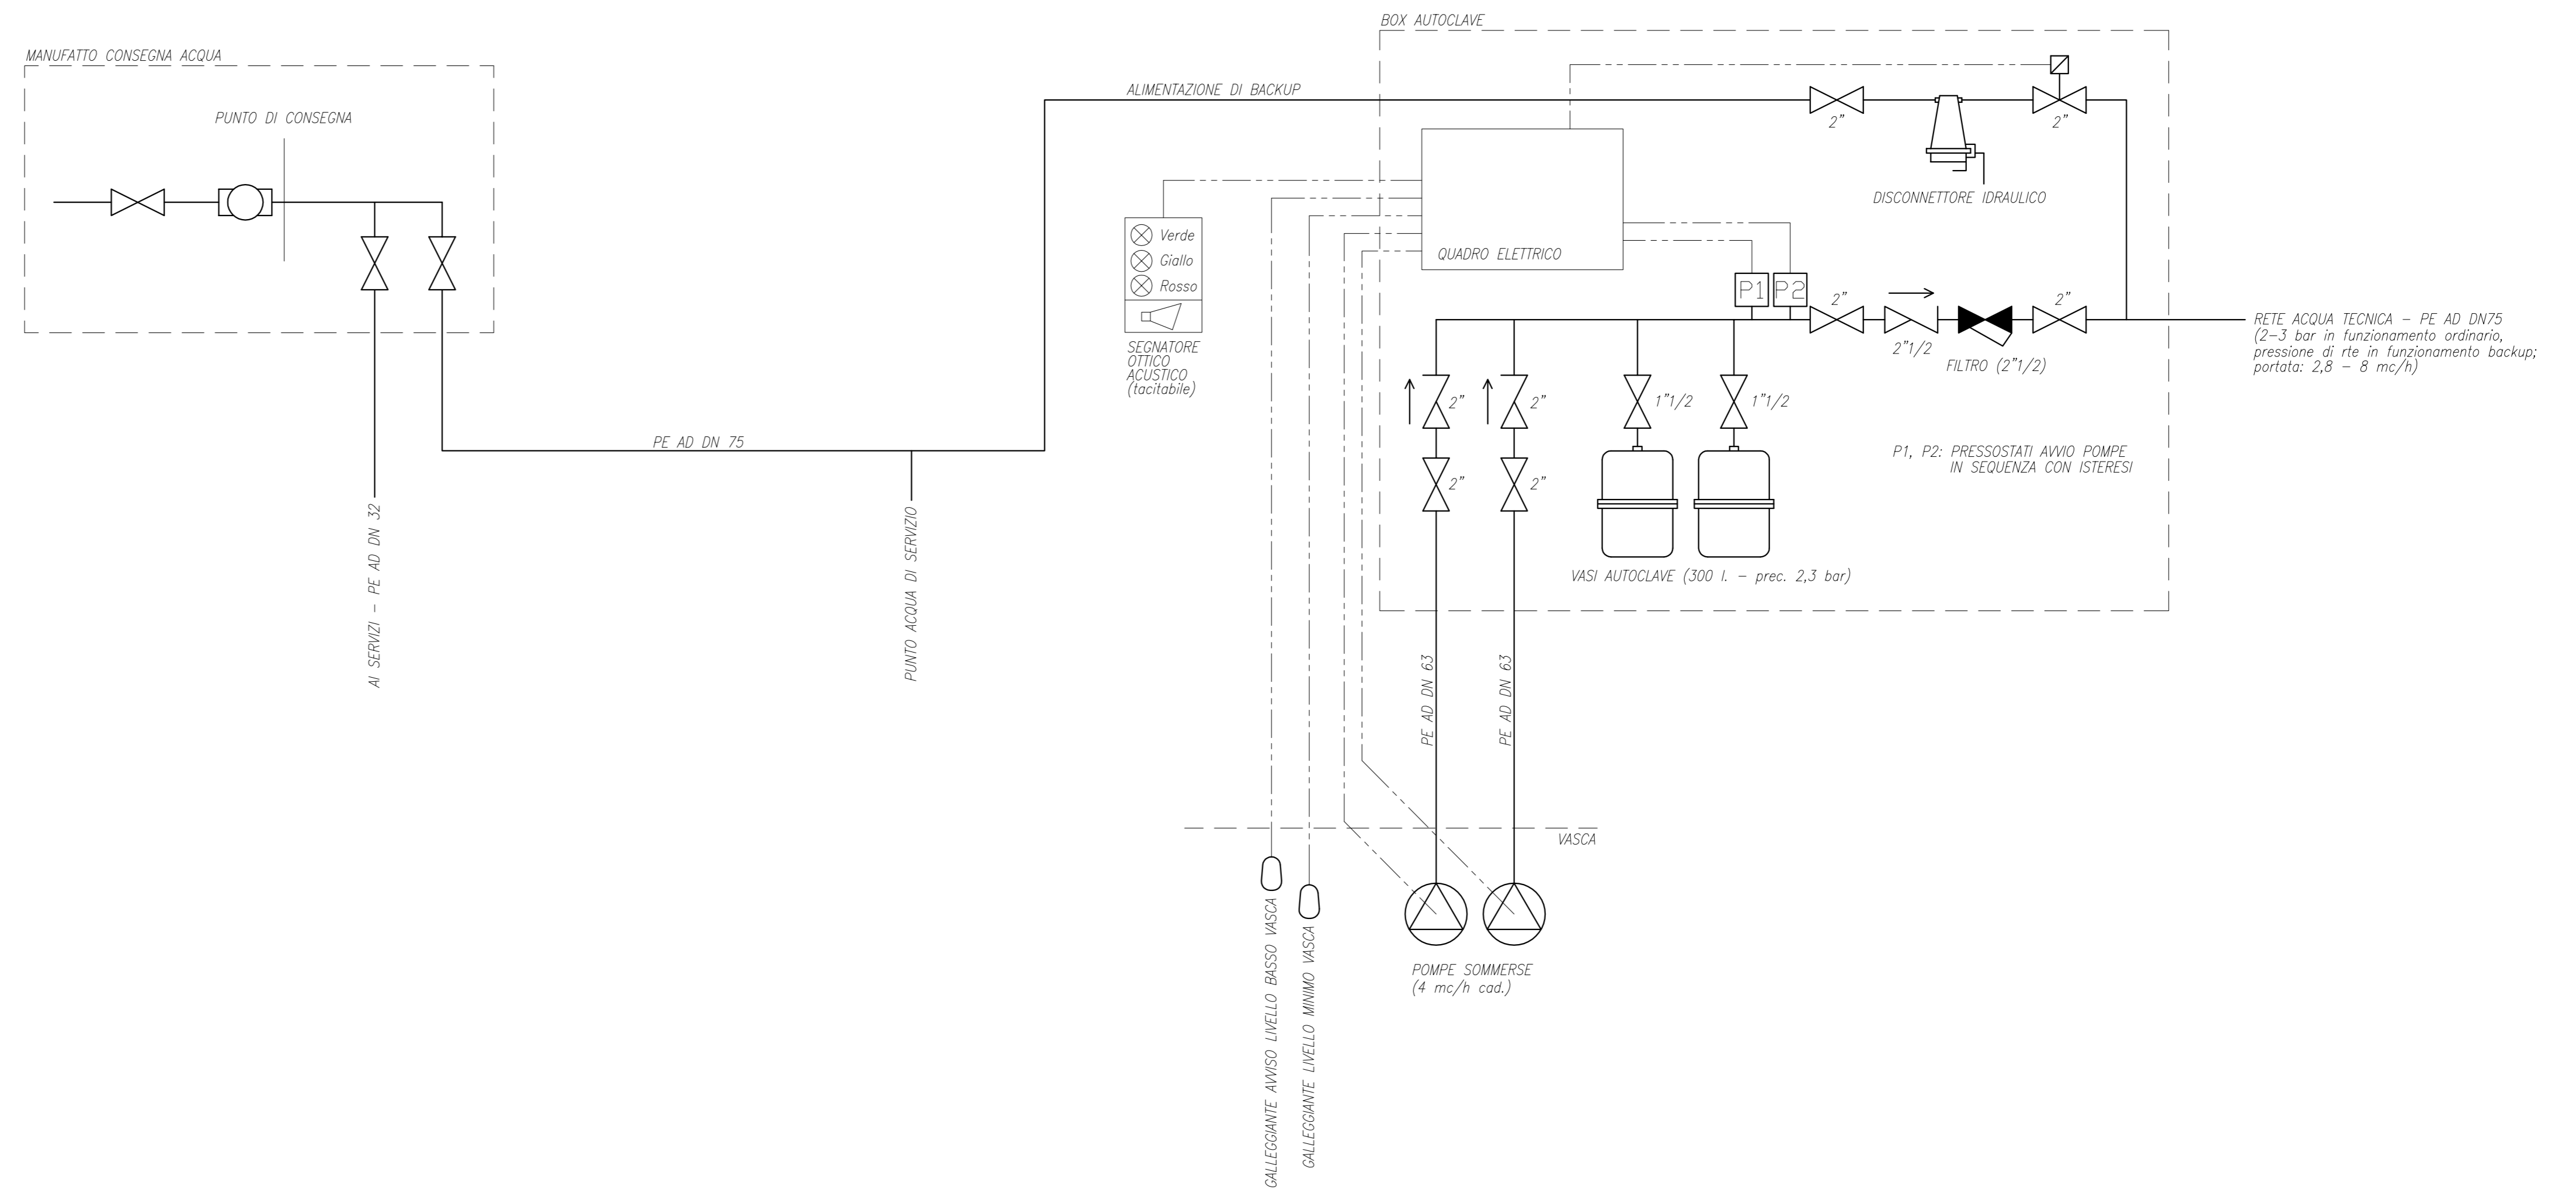 BOX AUTOCLAVE
MANUFATTO CONSEGNA ACQUA
PUNTO DI CONSEGNA
ALIMENTAZIONE DI BACKUP
2"
2"
DISCONNETTORE IDRAULICO
QUADRO ELETTRICO
Verde
Giallo
Rosso
SEGNATORE
OTTICO
ACUSTICO
(tacitabile)
P1
P2
2"
2"1/2
FILTRO (2"1/2)
2"
RETE ACQUA TECNICA - PE AD DN75
(2-3 bar in funzionamento ordinario,
pressione di rte in funzionamento backup;
portata: 2,8 - 8 mc/h)
2"
2"
1"1/2
1"1/2
2"
2"
P1, P2: PRESSOSTATI AVVIO POMPE
IN SEQUENZA CON ISTERESI
VASI AUTOCLAVE (300 l. - prec. 2,3 bar)
PE AD DN 75
AI SERVIZI - PE AD DN 32
PUNTO ACQUA DI SERVIZIO
PE AD DN 63
PE AD DN 63
VASCA
GALLEGGIANTE AVVISO LIVELLO BASSO VASCA
GALLEGGIANTE LIVELLO MINIMO VASCA
POMPE SOMMERSE
(4 mc/h cad.)